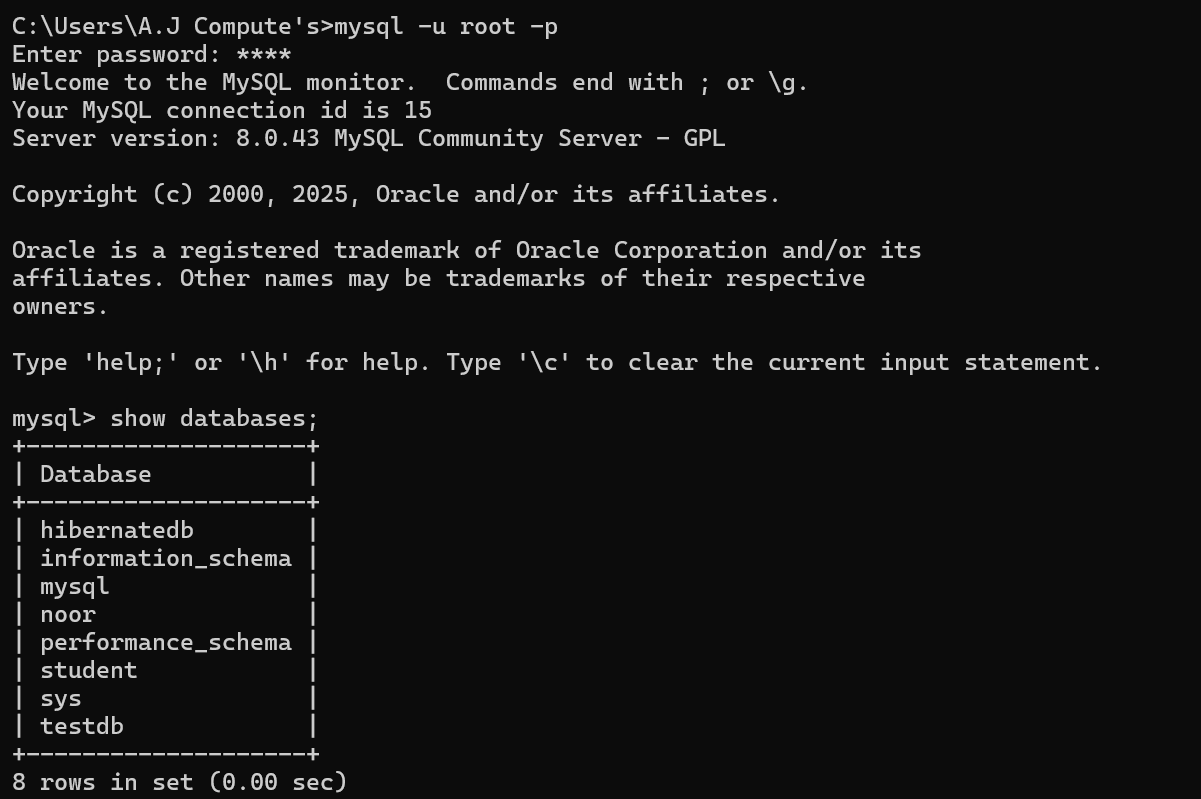 C:\Users\A.J Compute's>mysql -u root -p
Enter password: ****
Welcome to the MySQL monitor.  Commands end with ; or \g.
Your MySQL connection id is 15
Server version: 8.0.43 MySQL Community Server - GPL

Copyright (c) 2000, 2025, Oracle and/or its affiliates.

Oracle is a registered trademark of Oracle Corporation and/or its
affiliates. Other names may be trademarks of their respective
owners.

Type 'help;' or '\h' for help. Type '\c' to clear the current input statement.

mysql> show databases;
+--------------------+
| Database           |
+--------------------+
| hibernatedb        |
| information_schema |
| mysql              |
| noor               |
| performance_schema |
| student            |
| sys                |
| testdb             |
+--------------------+
8 rows in set (0.00 sec)